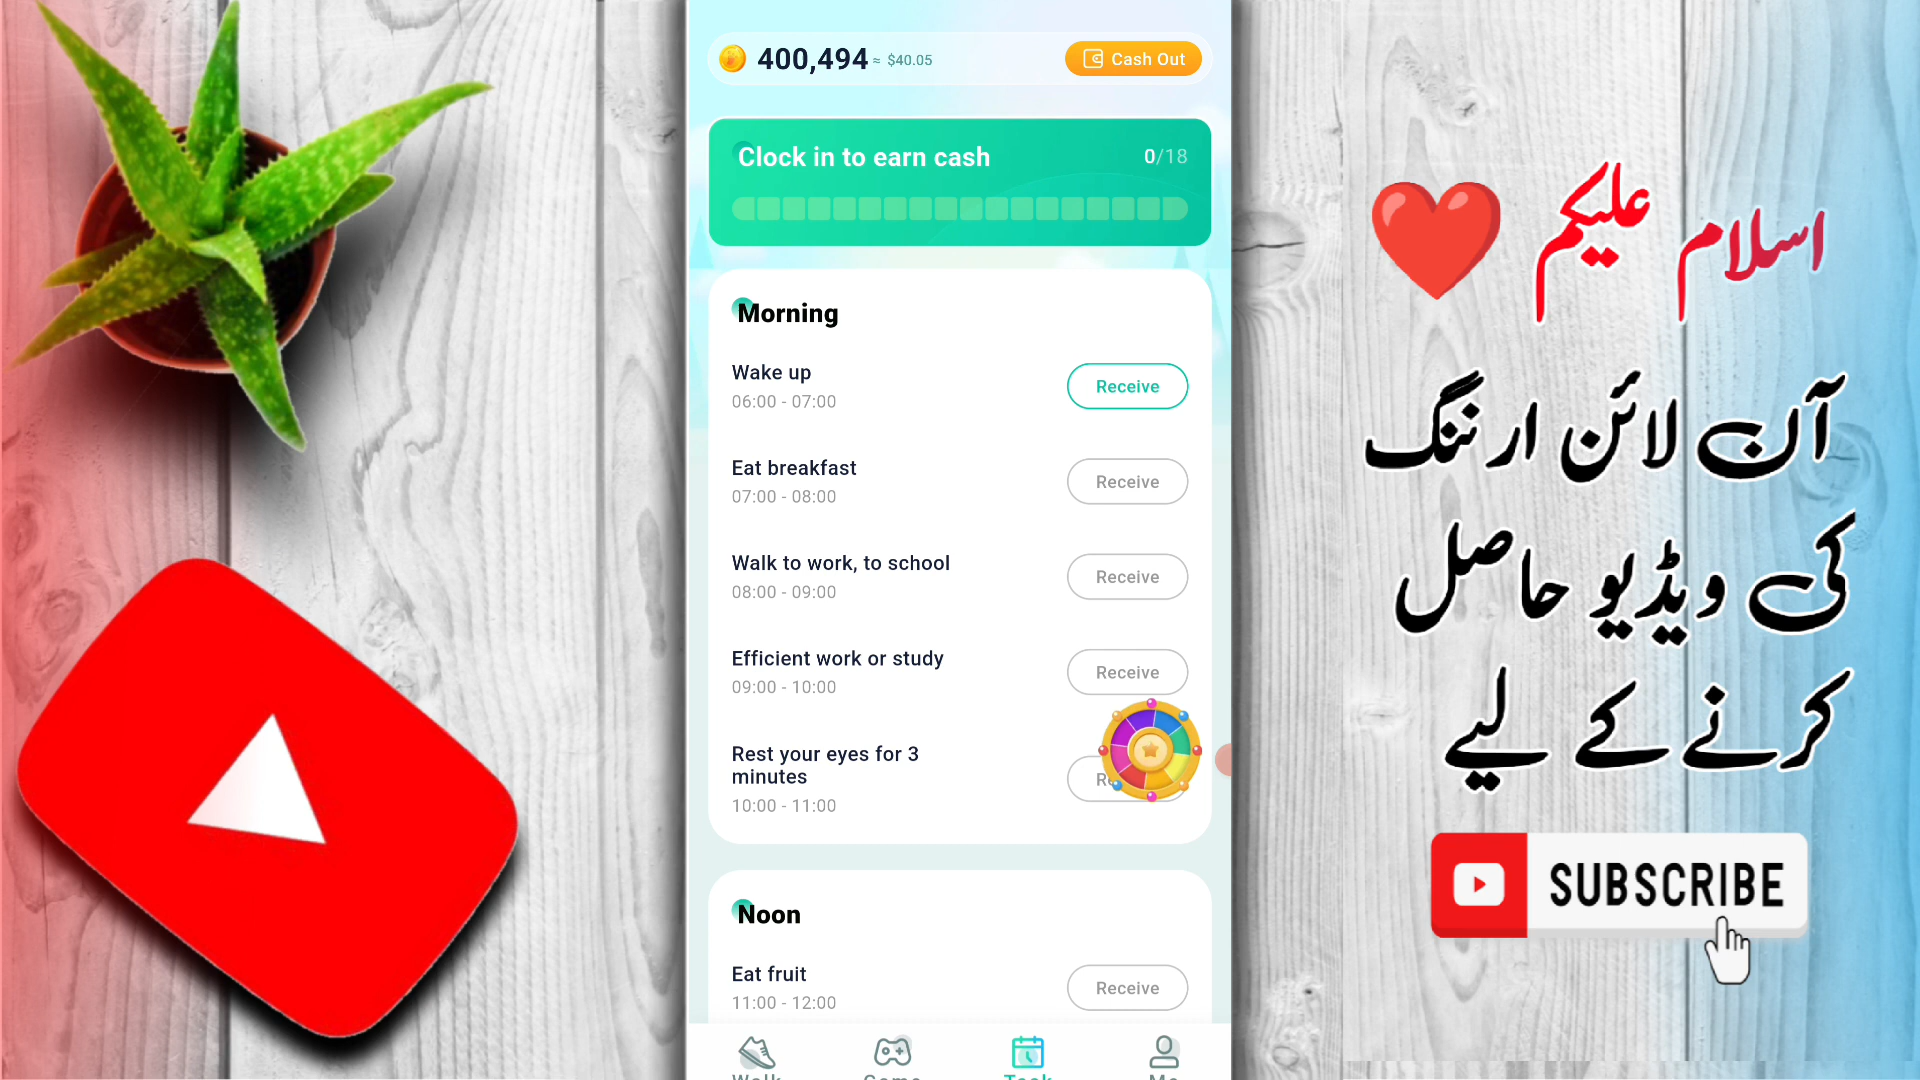 400,494 ≈ $40.05
Cash Out
Clock in to earn cash
0/18
Morning
Wake up
06:00 - 07:00
Receive
Eat breakfast
07:00 - 08:00
Receive
Walk to work, to school
08:00 - 09:00
Receive
Efficient work or study
09:00 - 10:00
Receive
Rest your eyes for 3
minutes
10:00 - 11:00
Noon
Eat fruit
11:00 - 12:00
Receive
Walk
Game
Task
Me
اسلام علیکم
آن لائن ارننگ
کی ویڈیو حاصل
کرنے کے لیے
SUBSCRIBE